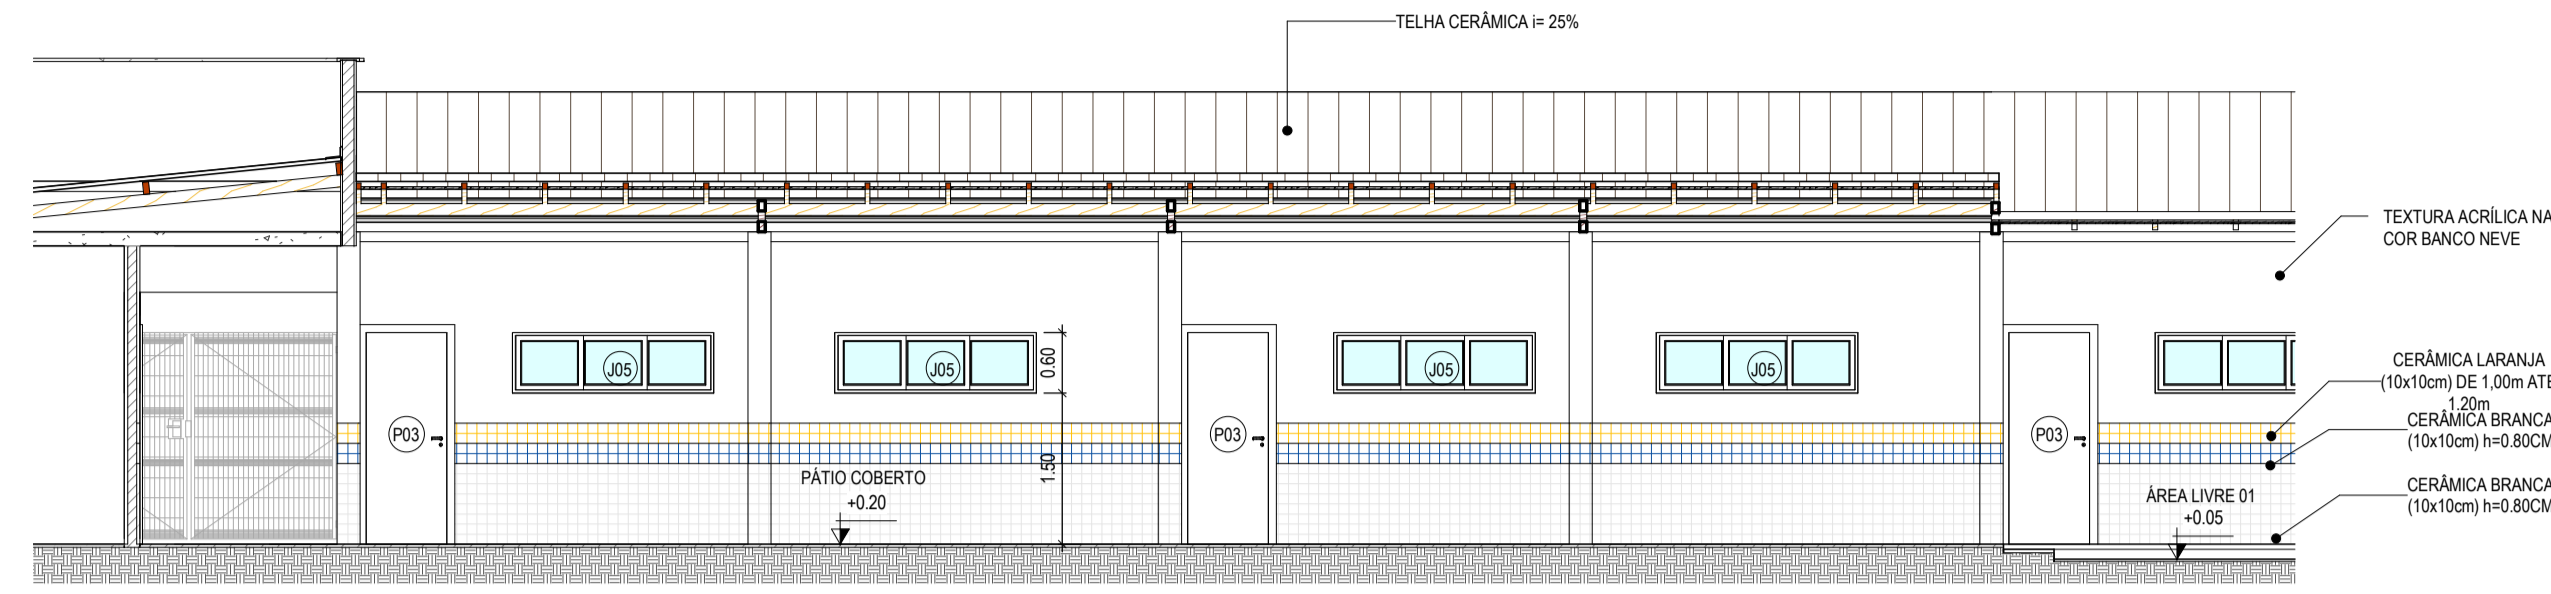 TELHA CERÂMICA i= 25%
TEXTURA ACRÍLICA NA
COR BANCO NEVE
J05
J05
0.60
J05
J05
CERÂMICA LARANJA
(10x10cm) DE 1,00m ATÉ
1.20m
P03
P03
P03
CERÂMICA BRANCA
(10x10cm) h=0.80CM
1.50
PÁTIO COBERTO
+0.20
ÁREA LIVRE 01
+0.05
CERÂMICA BRANCA
(10x10cm) h=0.80CM